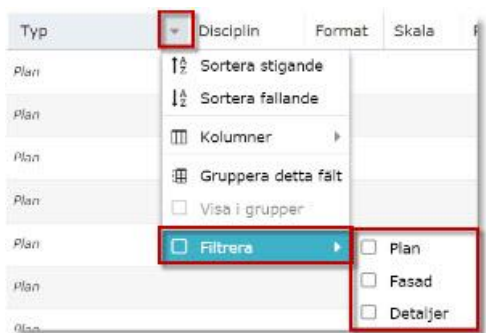 Typ Disciplin Format Skala
Plan
Sortera stigande
Plan
Sortera fallande
Plan
Kolumner
Gruppera detta fält
Plan
Visa i grupper
Plan
Filtrera
Plan
Plan
Fasad
Detaljer
Plan